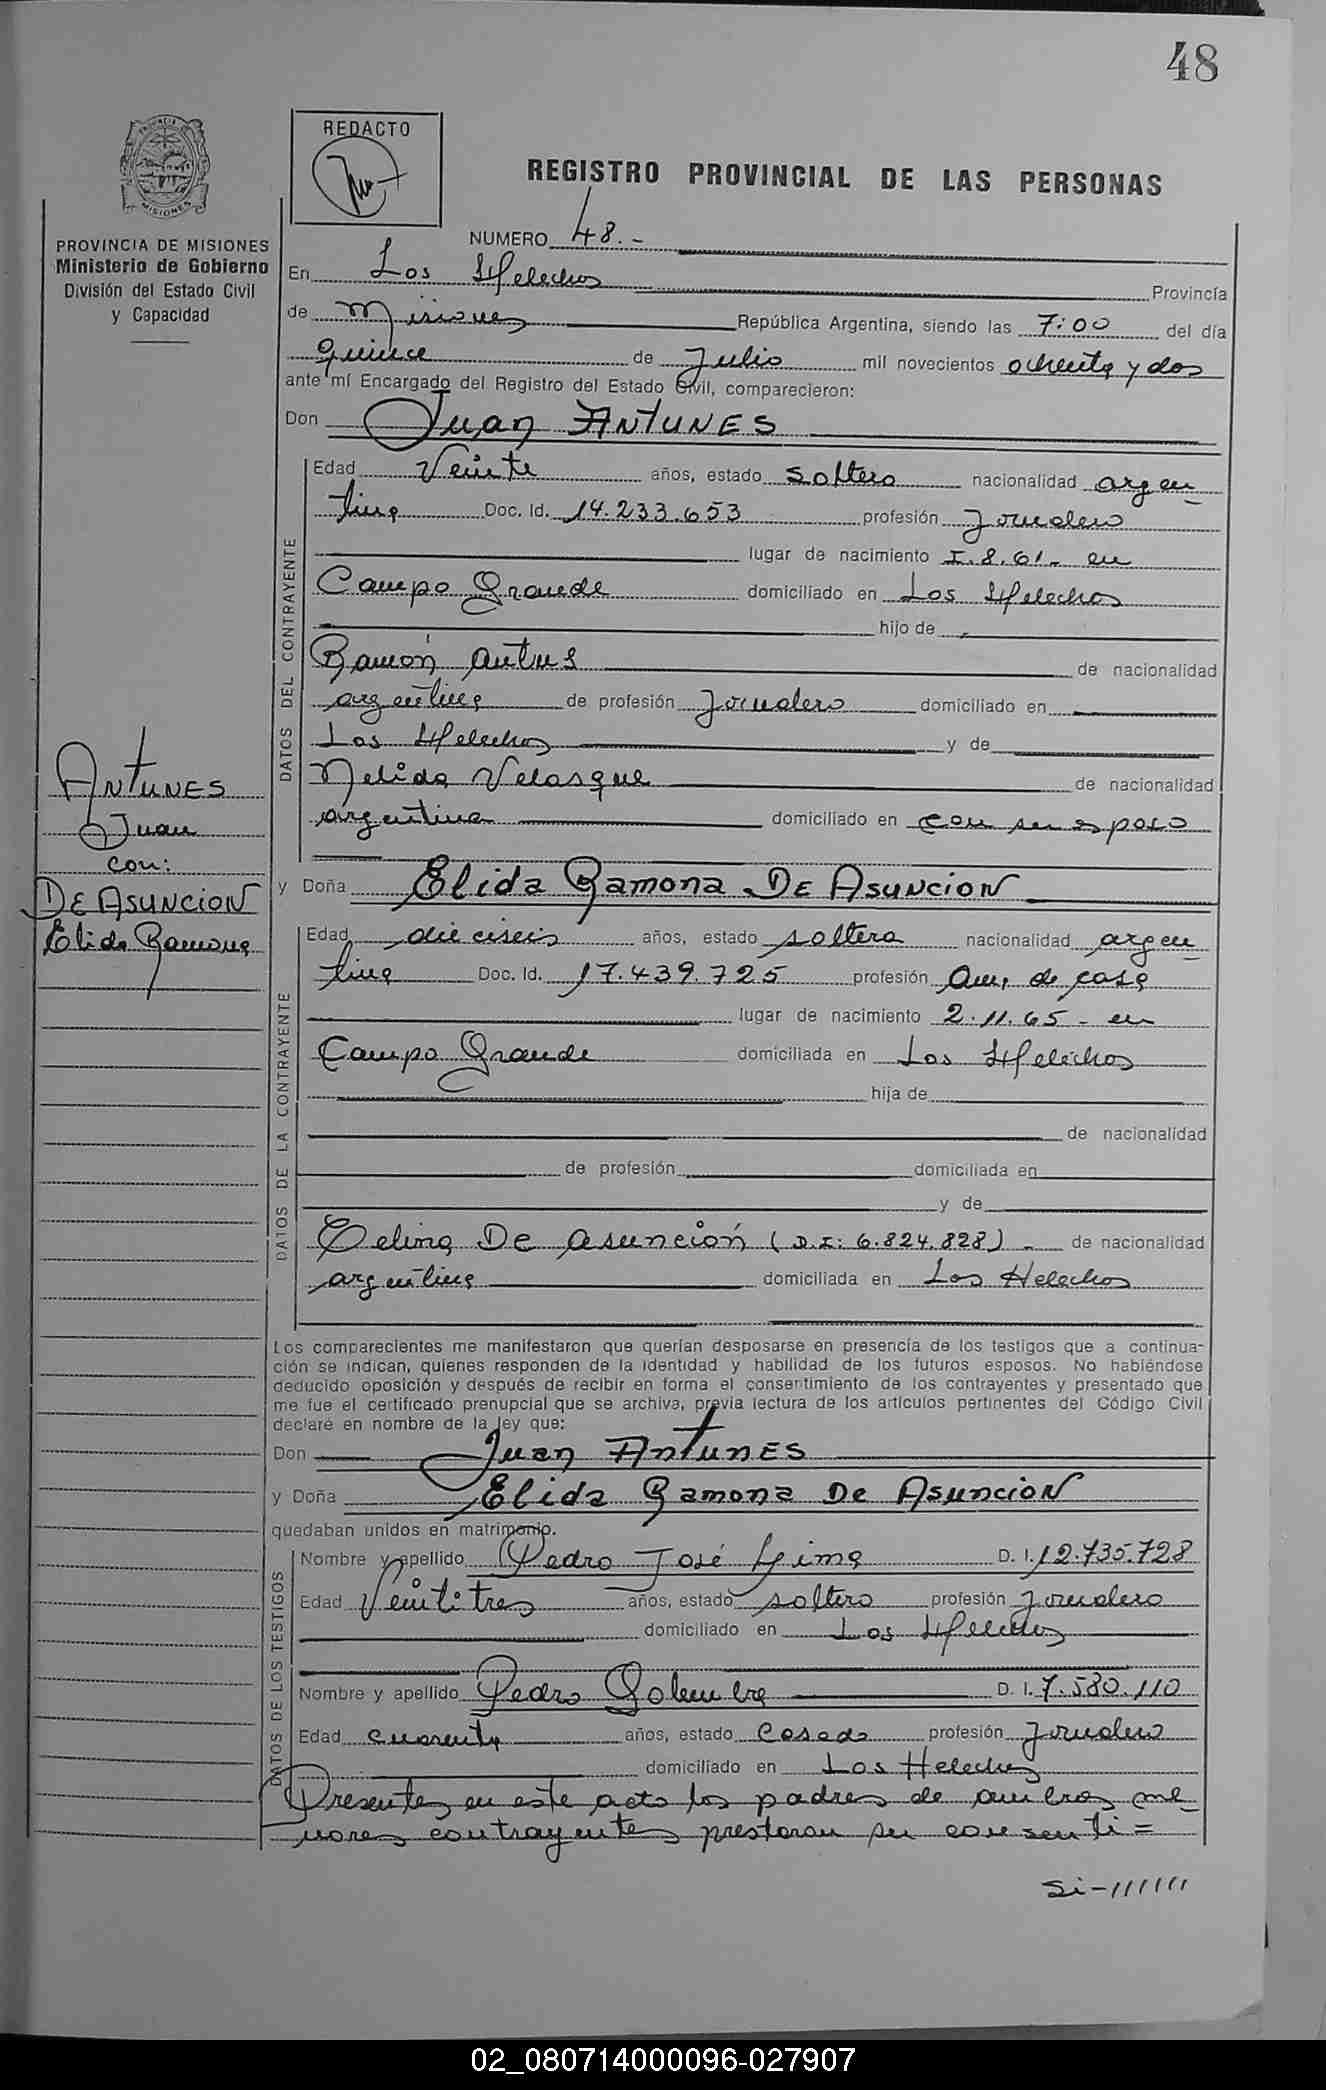 48
REDACTO
REGISTRO PROVINCIAL DE LAS PERSONAS
PROVINCIA DE MISIONES
Ministerio de Gobierno
División del Estado Civil
y Capacidad
NUMERO 48.-
En Los Helechos Provincia
de Misiones República Argentina, siendo las 7:00 del día
quince de Julio mil novecientos ochenta y dos
ante mí Encargado del Registro del Estado Civil, comparecieron:
Don Juan ANTUNES
DATOS DEL CONTRAYENTE
Edad Veinte años, estado soltero nacionalidad argen_
tina Doc. Id. 14.233.653 profesión Jornalero
lugar de nacimiento I.8.61- en
Campo Grande domiciliado en Los Helechos
hijo de
Ramón Antus de nacionalidad
argentina de profesión Jornalero domiciliado en
Los Helechos y de
Nelida Velasque de nacionalidad
argentina domiciliado en con su esposo
ANTUNES
Juan
con:
DE ASUNCION
Elida Ramona
y Doña Elida Ramona DE ASUNCION
DATOS DE LA CONTRAYENTE
Edad dieciseis años, estado soltera nacionalidad argen_
tina Doc. Id. 17.439.725 profesión Am. de casa
lugar de nacimiento 2.11.65- en
Campo Grande domiciliada en Los Helechos
hija de
de nacionalidad
de profesión domiciliada en
y de
Celina De Asunción (D.I: 6.824.828)- de nacionalidad
argentina domiciliada en Los Helechos
Los comparecientes me manifestaron que querían desposarse en presencia de los testigos que a continua-
ción se indican, quienes responden de la identidad y habilidad de los futuros esposos. No habiéndose
deducido oposición y después de recibir en forma el consentimiento de los contrayentes y presentado que
me fue el certificado prenupcial que se archiva, previa lectura de los artículos pertinentes del Código Civil
declaré en nombre de la ley que:
Don Juan ANTUNES
y Doña Elida Ramona De Asuncion
quedaban unidos en matrimonio.
DATOS DE LOS TESTIGOS
Nombre y apellido Pedro José Lima D. I. 12.735.728
Edad Veintitres años, estado soltero profesión Jornalero
domiciliado en Los Helechos
Nombre y apellido Pedro D. I. 7.580.110
Edad cuarenta años, estado Casado profesión Jornalero
domiciliado en Los Helechos
Presentes en este acto los padres de ambos me_
nores contrayentes prestaron su consenti=
Si-//////
02_080714000096-027907